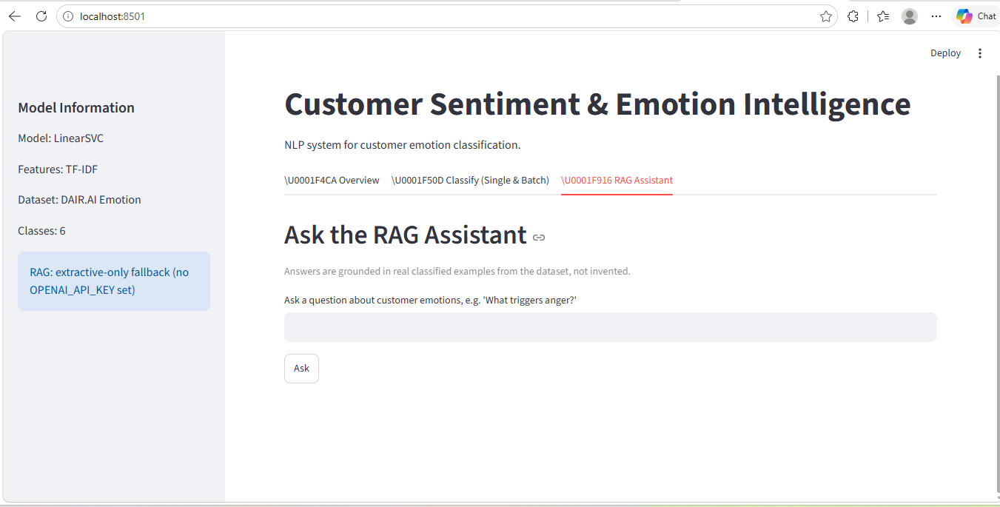 localhost:8501
Chat
Deploy
Model Information
Model: LinearSVC
Features: TF-IDF
Dataset: DAIR.AI Emotion
Classes: 6
RAG: extractive-only fallback (no
OPENAI_API_KEY set)
Customer Sentiment & Emotion Intelligence
NLP system for customer emotion classification.
\U0001F4CA Overview \U0001F50D Classify (Single & Batch) \U0001F916 RAG Assistant
Ask the RAG Assistant
Answers are grounded in real classified examples from the dataset, not invented.
Ask a question about customer emotions, e.g. 'What triggers anger?'
Ask